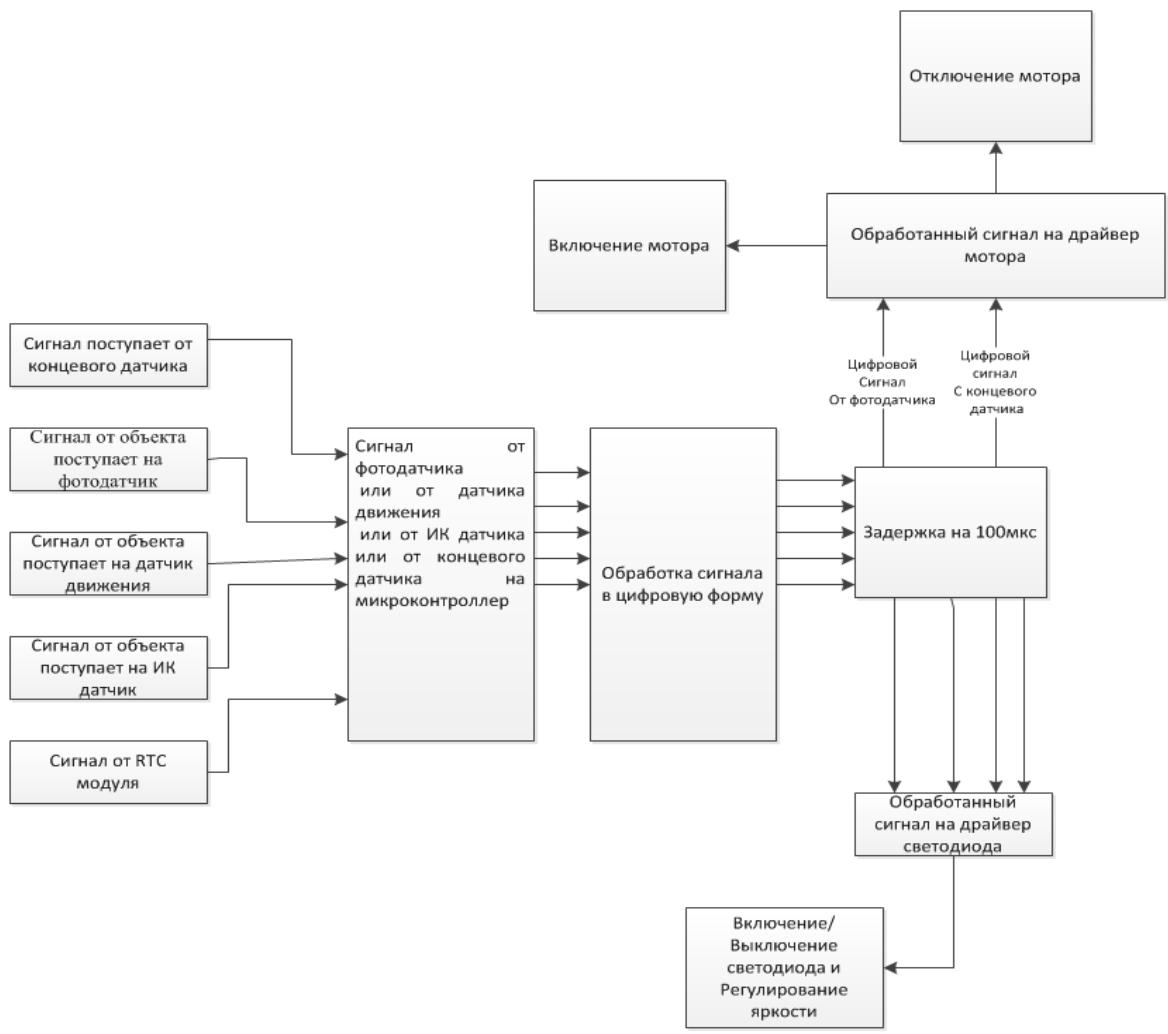 Отключение мотора
Включение мотора
Обработанный сигнал на драйвер
мотора
Цифровой
Сигнал
От фотодатчика
Цифровой
сигнал
С концевого
датчика
Сигнал поступает от
концевого датчика
Сигнал от объекта
поступает на
фотодатчик
Сигнал от объекта
поступает на датчик
движения
Сигнал от объекта
поступает на ИК
датчик
Сигнал от RTC
модуля
Сигнал от
фотодатчика
или от датчика
движения
или от ИК датчика
или от концевого
датчика на
микроконтроллер
Обработка сигнала
в цифровую форму
Задержка на 100мкс
Обработанный
сигнал на драйвер
светодиода
Включение/
Выключение
светодиода и
Регулирование
яркости